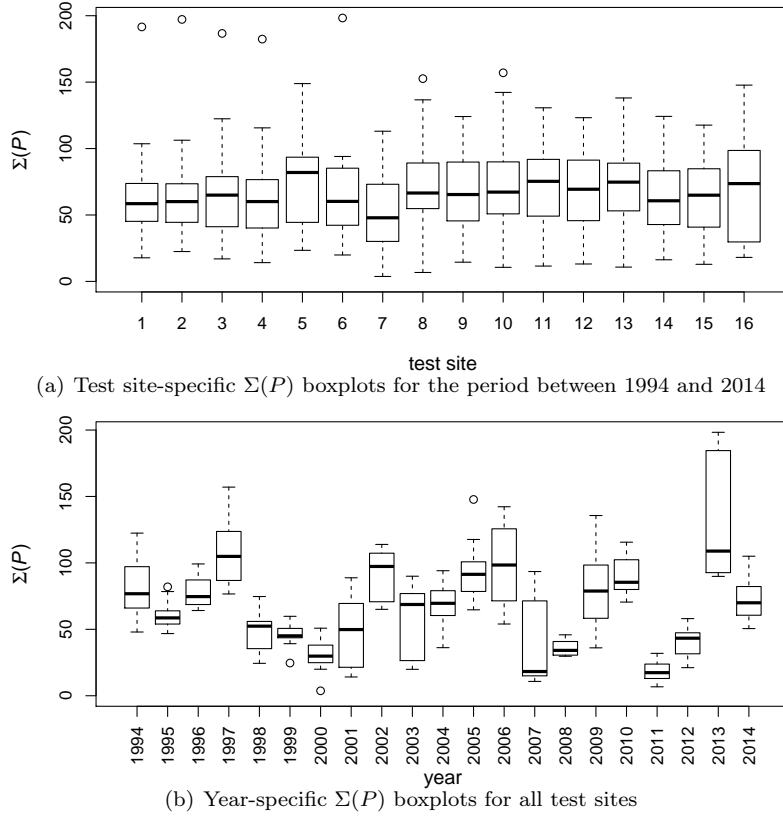 200
150
100
50
0
Σ(P)
1 2 3 4 5 6 7 8 9 10 11 12 13 14 15 16
test site
(a) Test site-specific Σ(P) boxplots for the period between 1994 and 2014
200
150
100
50
0
Σ(P)
1994 1995 1996 1997 1998 1999 2000 2001 2002 2003 2004 2005 2006 2007 2008 2009 2010 2011 2012 2013 2014
year
(b) Year-specific Σ(P) boxplots for all test sites